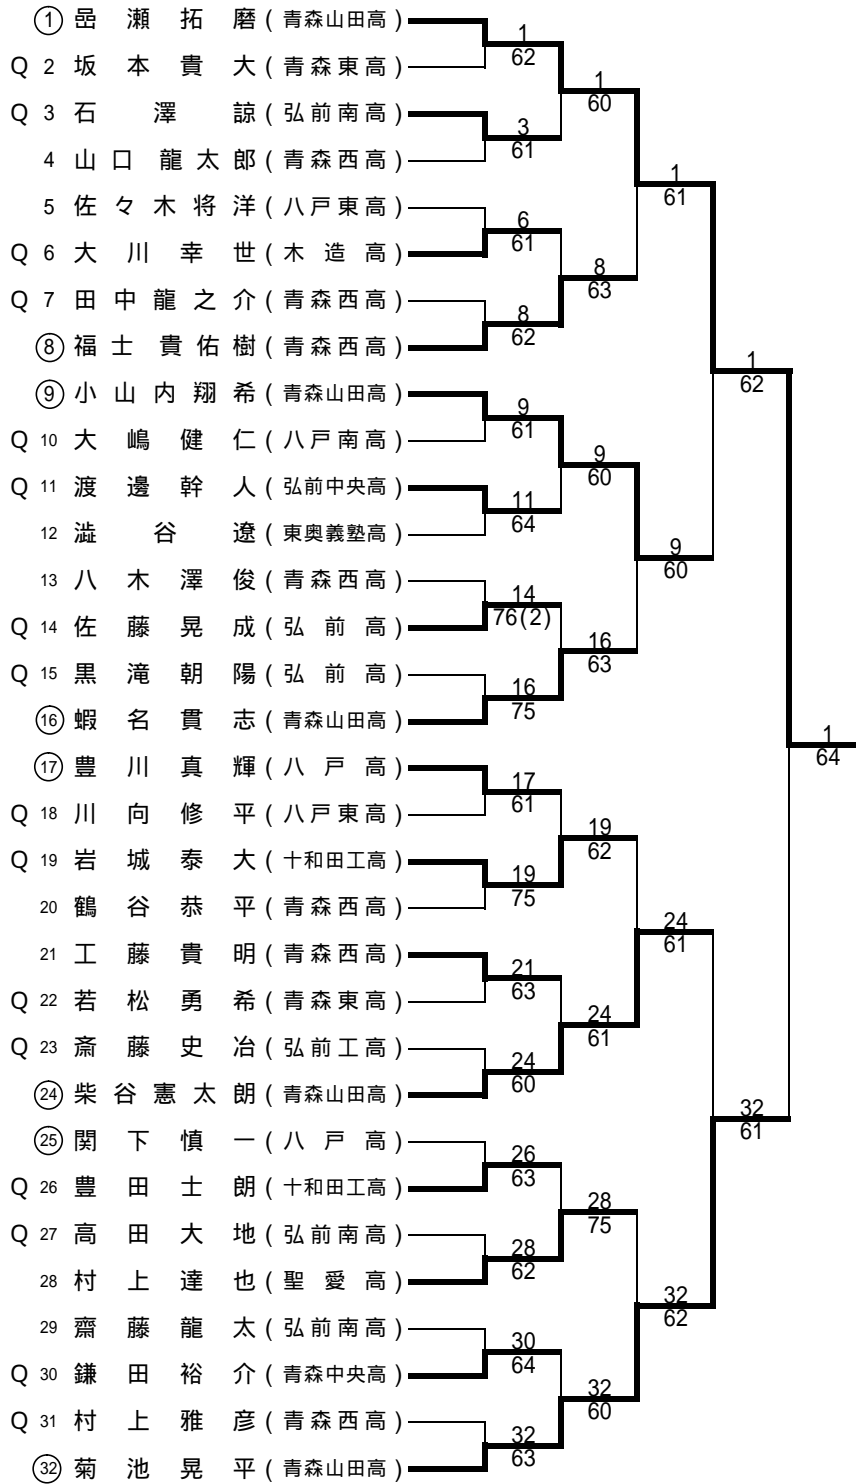 ① 嵒瀬拓磨 (青森山田高)
1
62
Q 2 坂本貴大 (青森東高)
1
60
Q 3 石澤諒 (弘前南高)
3
61
4 山口龍太郎 (青森西高)
1
61
5 佐々木将洋 (八戸東高)
6
61
Q 6 大川幸世 (木造高)
8
63
Q 7 田中龍之介 (青森西高)
8
62
⑧ 福士貴佑樹 (青森西高)
1
62
⑨ 小山内翔希 (青森山田高)
9
61
Q 10 大嶋健仁 (八戸南高)
9
60
Q 11 渡邊幹人 (弘前中央高)
11
64
12 澁谷遼 (東奥義塾高)
9
60
13 八木澤俊 (青森西高)
14
76(2)
Q 14 佐藤晃成 (弘前高)
16
63
Q 15 黒滝朝陽 (弘前高)
16
75
⑯ 蝦名貫志 (青森山田高)
1
64
⑰ 豊川真輝 (八戸高)
17
61
Q 18 川向修平 (八戸東高)
19
62
Q 19 岩城泰大 (十和田工高)
19
75
20 鶴谷恭平 (青森西高)
24
61
21 工藤貴明 (青森西高)
21
63
Q 22 若松勇希 (青森東高)
24
61
Q 23 斎藤史冶 (弘前工高)
24
60
㉔ 柴谷憲太朗 (青森山田高)
32
61
㉕ 関下慎一 (八戸高)
26
63
Q 26 豊田士朗 (十和田工高)
28
75
Q 27 高田大地 (弘前南高)
28
62
28 村上達也 (聖愛高)
32
62
29 齋藤龍太 (弘前南高)
30
64
Q 30 鎌田裕介 (青森中央高)
32
60
Q 31 村上雅彦 (青森西高)
32
63
㉜ 菊池晃平 (青森山田高)